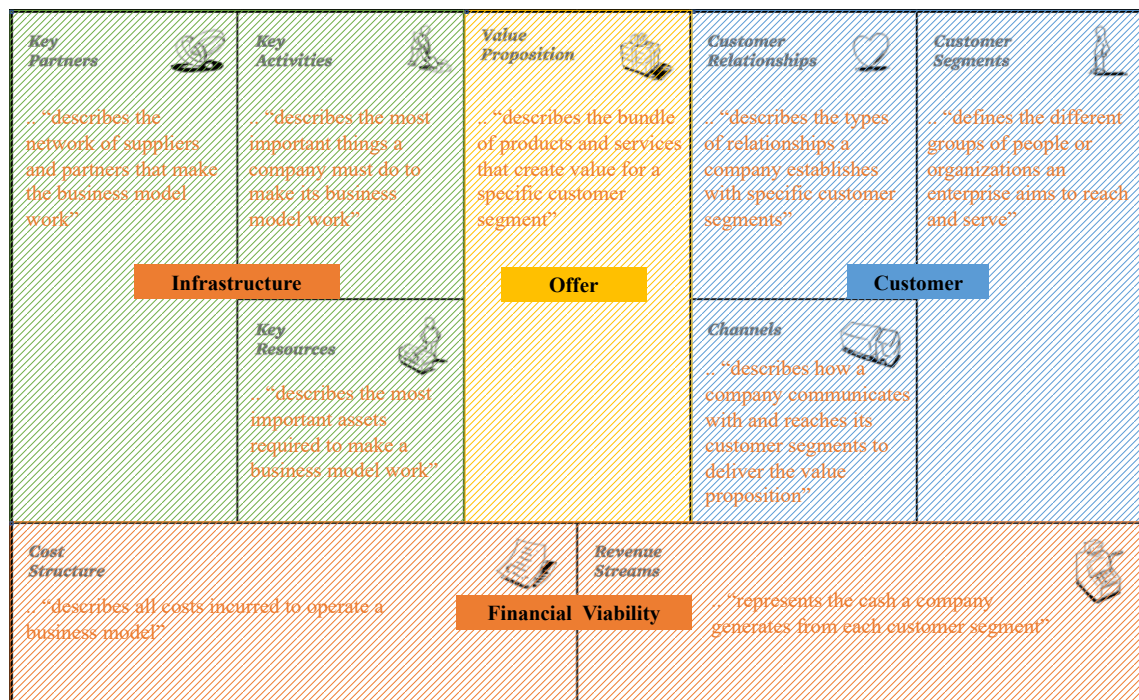 Key
Partners
.. “describes the
network of suppliers
and partners that make
the business model
work”
Key
Activities
.. “describes the most
important things a
company must do to
make its business
model work”
Infrastructure
Key
Resources
.. “describes the most
important assets
required to make a
business model work”
Value
Proposition
.. “describes the bundle
of products and services
that create value for a
specific customer
segment”
Offer
Customer
Relationships
.. “describes the types
of relationships a
company establishes
with specific customer
segments”
Customer
Segments
.. “defines the different
groups of people or
organizations an
enterprise aims to reach
and serve”
Customer
Channels
.. “describes how a
company communicates
with and reaches its
customer segments to
deliver the value
proposition”
Cost
Structure
.. “describes all costs incurred to operate a
business model”
Financial Viability
Revenue
Streams
.. “represents the cash a company
generates from each customer segment”